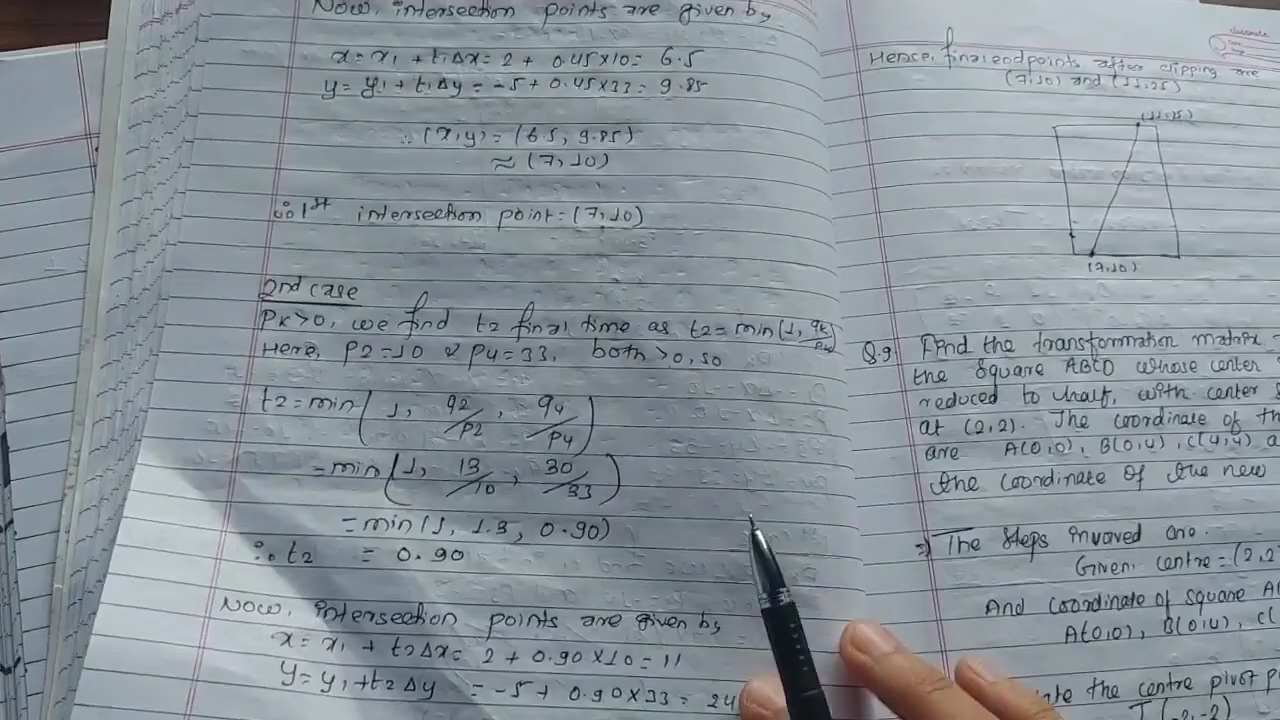 Now, intersection points are given by
x = x1 + t1Δx = 2 + 0.45×10 = 6.5
y = y1 + t1Δy = -5 + 0.45×33 = 9.85
∴ (x,y) = (6.5, 9.85)
≈ (7,10)
∴ 1st intersection point = (7,10)
2nd case
Pk>0, we find t2 final time as t2 = min(1, qk/pk)
Here, P2=10 & P4=33, both >0, so
t2 = min(1, q2/p2, q4/p4)
= min(1, 13/10, 30/33)
= min(1, 1.3, 0.90)
∴ t2 = 0.90
Now, intersection points are given by
x = x1 + t2Δx = 2 + 0.90×10 = 11
y = y1 + t2Δy = -5 + 0.90×33 = 24
Hence, final endpoints after clipping are
(7,10) and (11,25)
(11,25)
(7,10)
Q.9 Find the transformation matrix
the square ABCD whose center
reduced to half, with center
at (2,2). The coordinate of th
are A(0,0), B(0,4), C(4,4) a
the coordinate of the new
⇒ The steps invoved are.
Given, centre = (2,2
And coordinate of square A
A(0,0), B(0,4), C(
the centre pivot p
T(-2,-2)